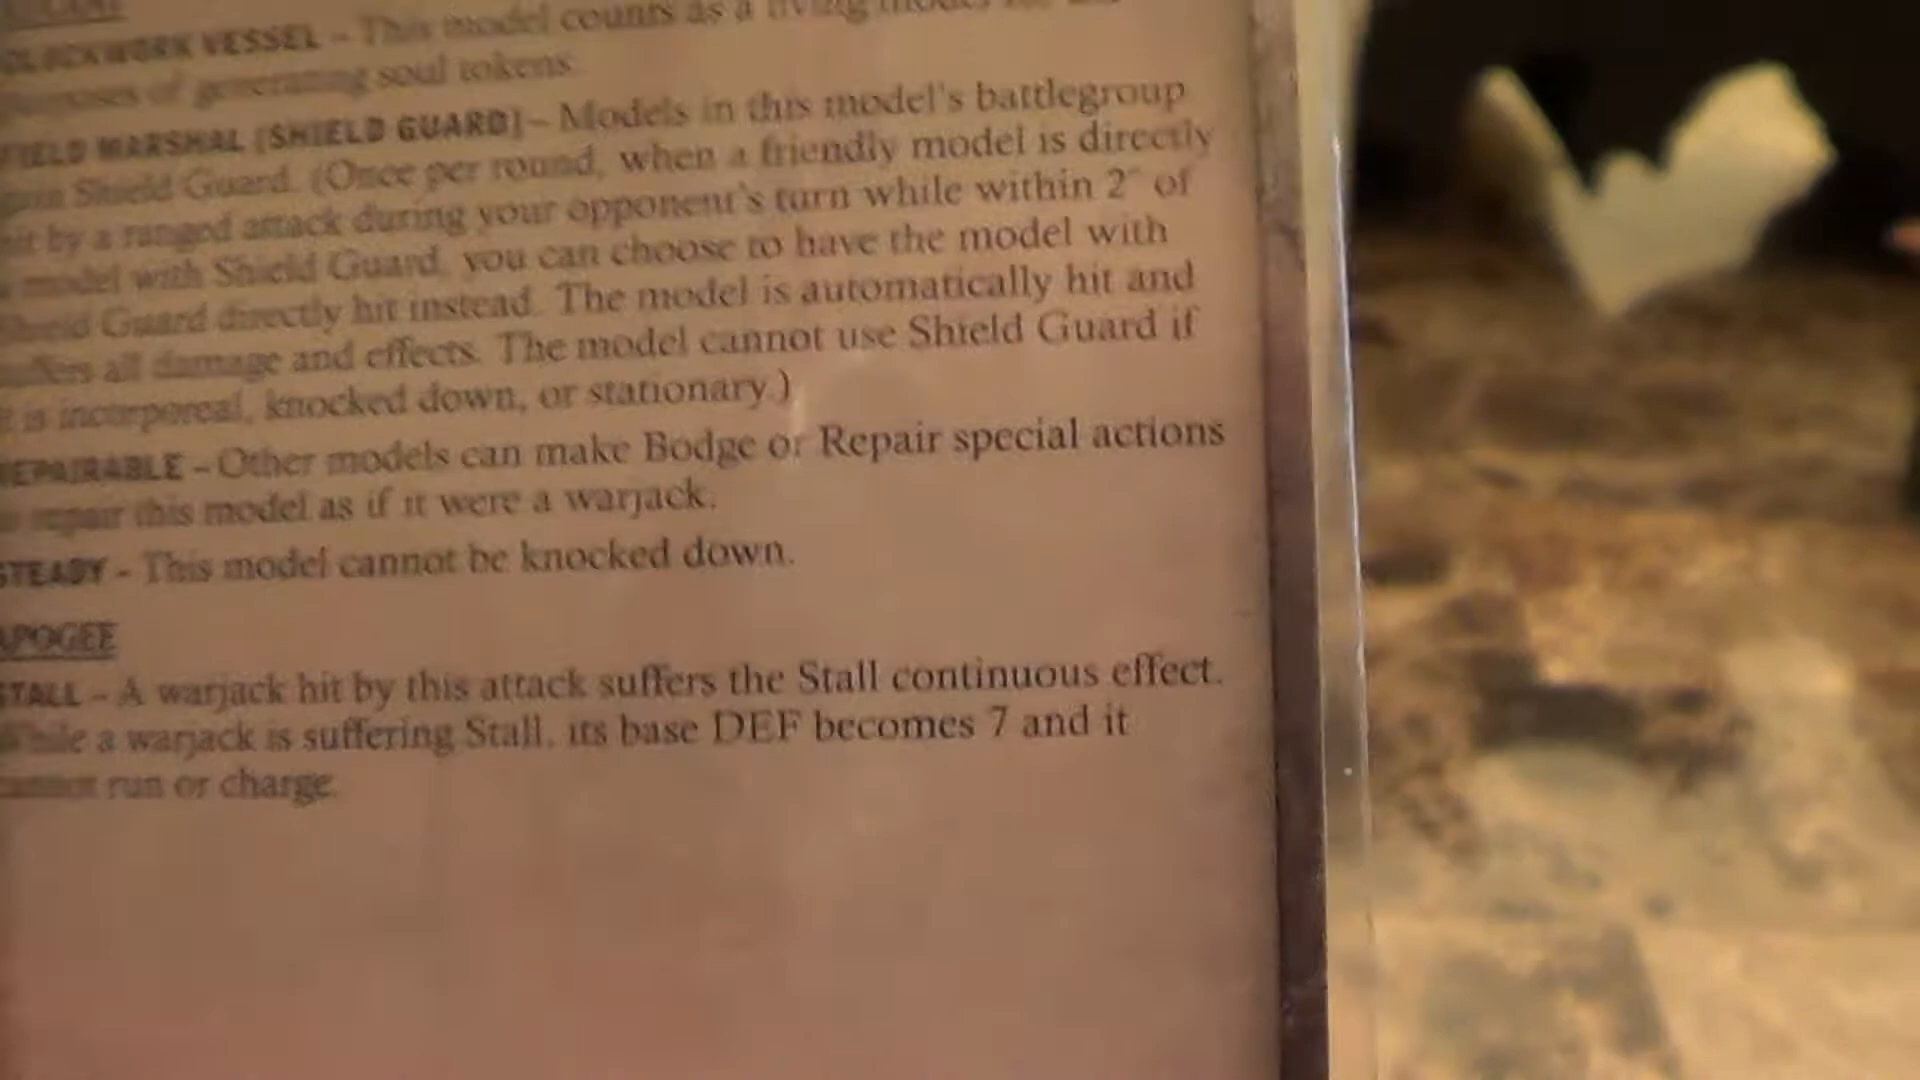 CLOCKWORK VESSEL – This model counts as a living
purposes of generating soul tokens.
FIELD MARSHAL [SHIELD GUARD] – Models in this model's battlegroup
gain Shield Guard. (Once per round, when a friendly model is directly
hit by a ranged attack during your opponent's turn while within 2" of
a model with Shield Guard, you can choose to have the model with
Shield Guard directly hit instead. The model is automatically hit and
suffers all damage and effects. The model cannot use Shield Guard if
it is incorporeal, knocked down, or stationary.)
REPAIRABLE – Other models can make Bodge or Repair special actions
to repair this model as if it were a warjack.
STEADY – This model cannot be knocked down.
APOGEE
STALL – A warjack hit by this attack suffers the Stall continuous effect.
While a warjack is suffering Stall, its base DEF becomes 7 and it
cannot run or charge.